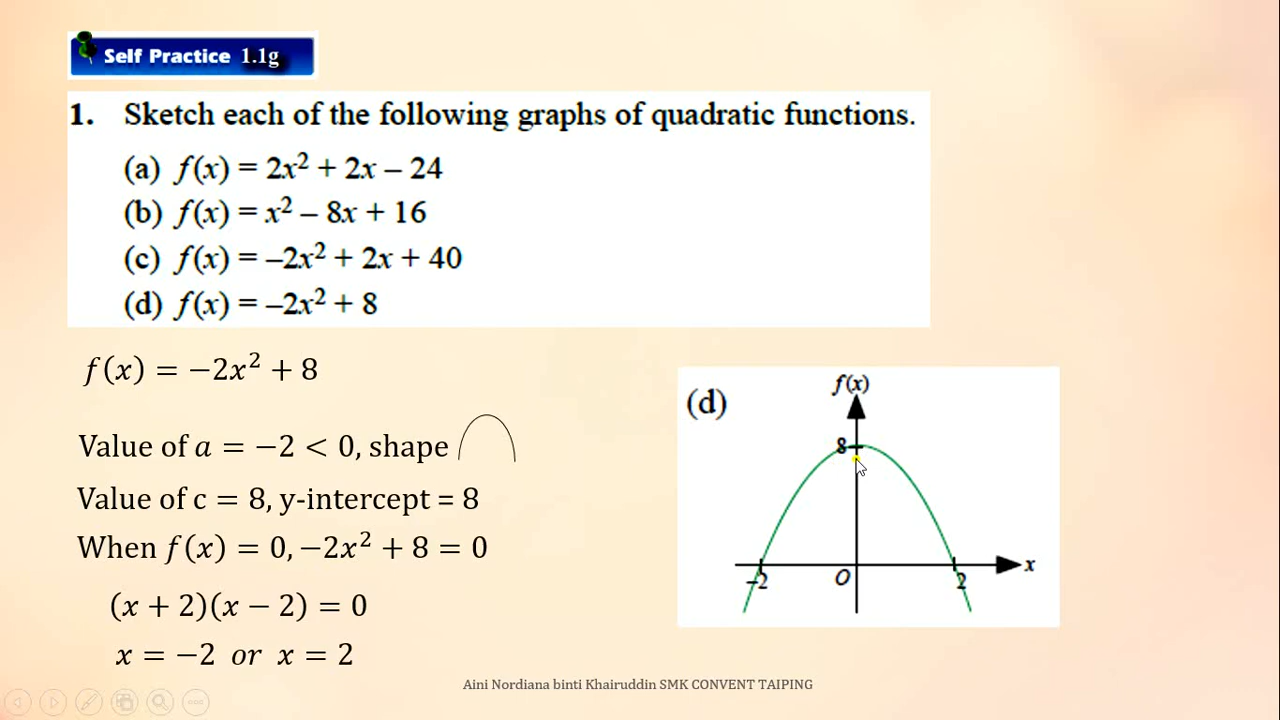 Self Practice 1.1g
1. Sketch each of the following graphs of quadratic functions.
(a) f(x) = 2x² + 2x – 24
(b) f(x) = x² – 8x + 16
(c) f(x) = –2x² + 2x + 40
(d) f(x) = –2x² + 8
f(x) = −2x² + 8
Value of a = −2 < 0, shape
Value of c = 8, y-intercept = 8
When f(x) = 0, −2x² + 8 = 0
(x + 2)(x − 2) = 0
x = −2 or x = 2
(d)
f(x)
8
–2
O
2
x
Aini Nordiana binti Khairuddin SMK CONVENT TAIPING